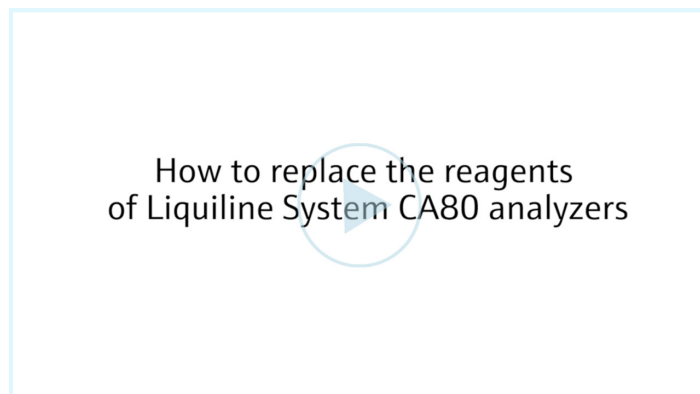 How to replace the reagents
of Liquiline System CA80 analyzers